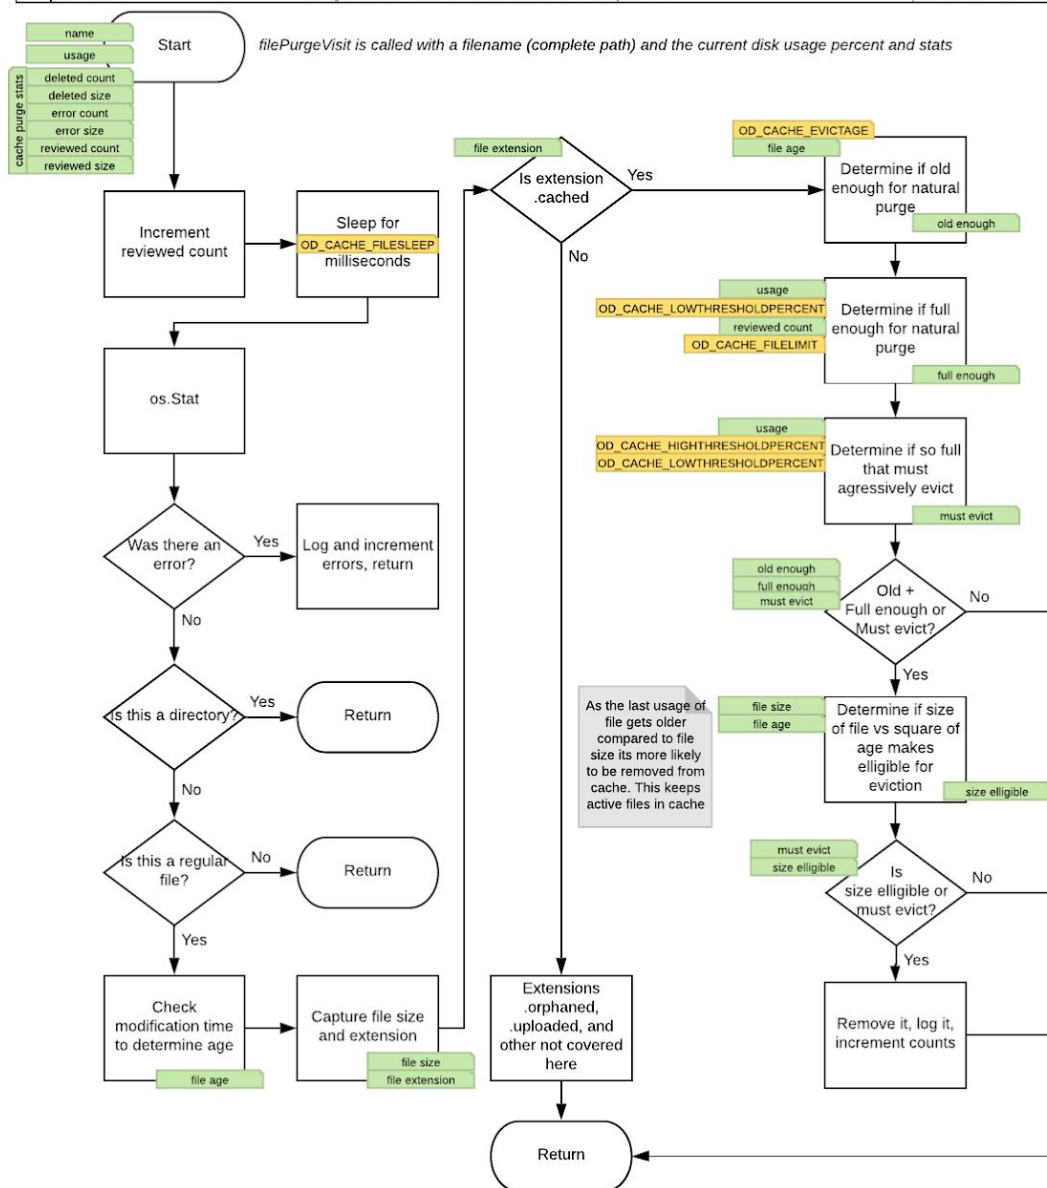 name
usage
cache purge stats
deleted count
deleted size
error count
error size
reviewed count
reviewed size
Start
filePurgeVisit is called with a filename (complete path) and the current disk usage percent and stats
Increment
reviewed count
Sleep for
OD_CACHE_FILESLEEP
milliseconds
os.Stat
Was there an
error?
Yes
Log and increment
errors, return
No
Is this a directory?
Yes
Return
No
Is this a regular
file?
No
Return
Yes
Check
modification time
to determine age
file age
Capture file size
and extension
file size
file extension
file extension
Is extension
.cached
Yes
No
Extensions
.orphaned,
.uploaded, and
other not covered
here
Return
OD_CACHE_EVICTAGE
file age
Determine if old
enough for natural
purge
old enough
usage
OD_CACHE_LOWTHRESHOLDPERCENT
reviewed count
OD_CACHE_FILELIMIT
Determine if full
enough for natural
purge
full enough
usage
OD_CACHE_HIGHTHRESHOLDPERCENT
OD_CACHE_LOWTHRESHOLDPERCENT
Determine if so full
that must
agressively evict
must evict
old enough
full enough
must evict
Old +
Full enough or
Must evict?
No
Yes
As the last usage of
file gets older
compared to file
size its more likely
to be removed from
cache. This keeps
active files in cache
file size
file age
Determine if size
of file vs square of
age makes
elligible for
eviction
size elligible
must evict
size elligible
Is
size elligible or
must evict?
No
Yes
Remove it, log it,
increment counts